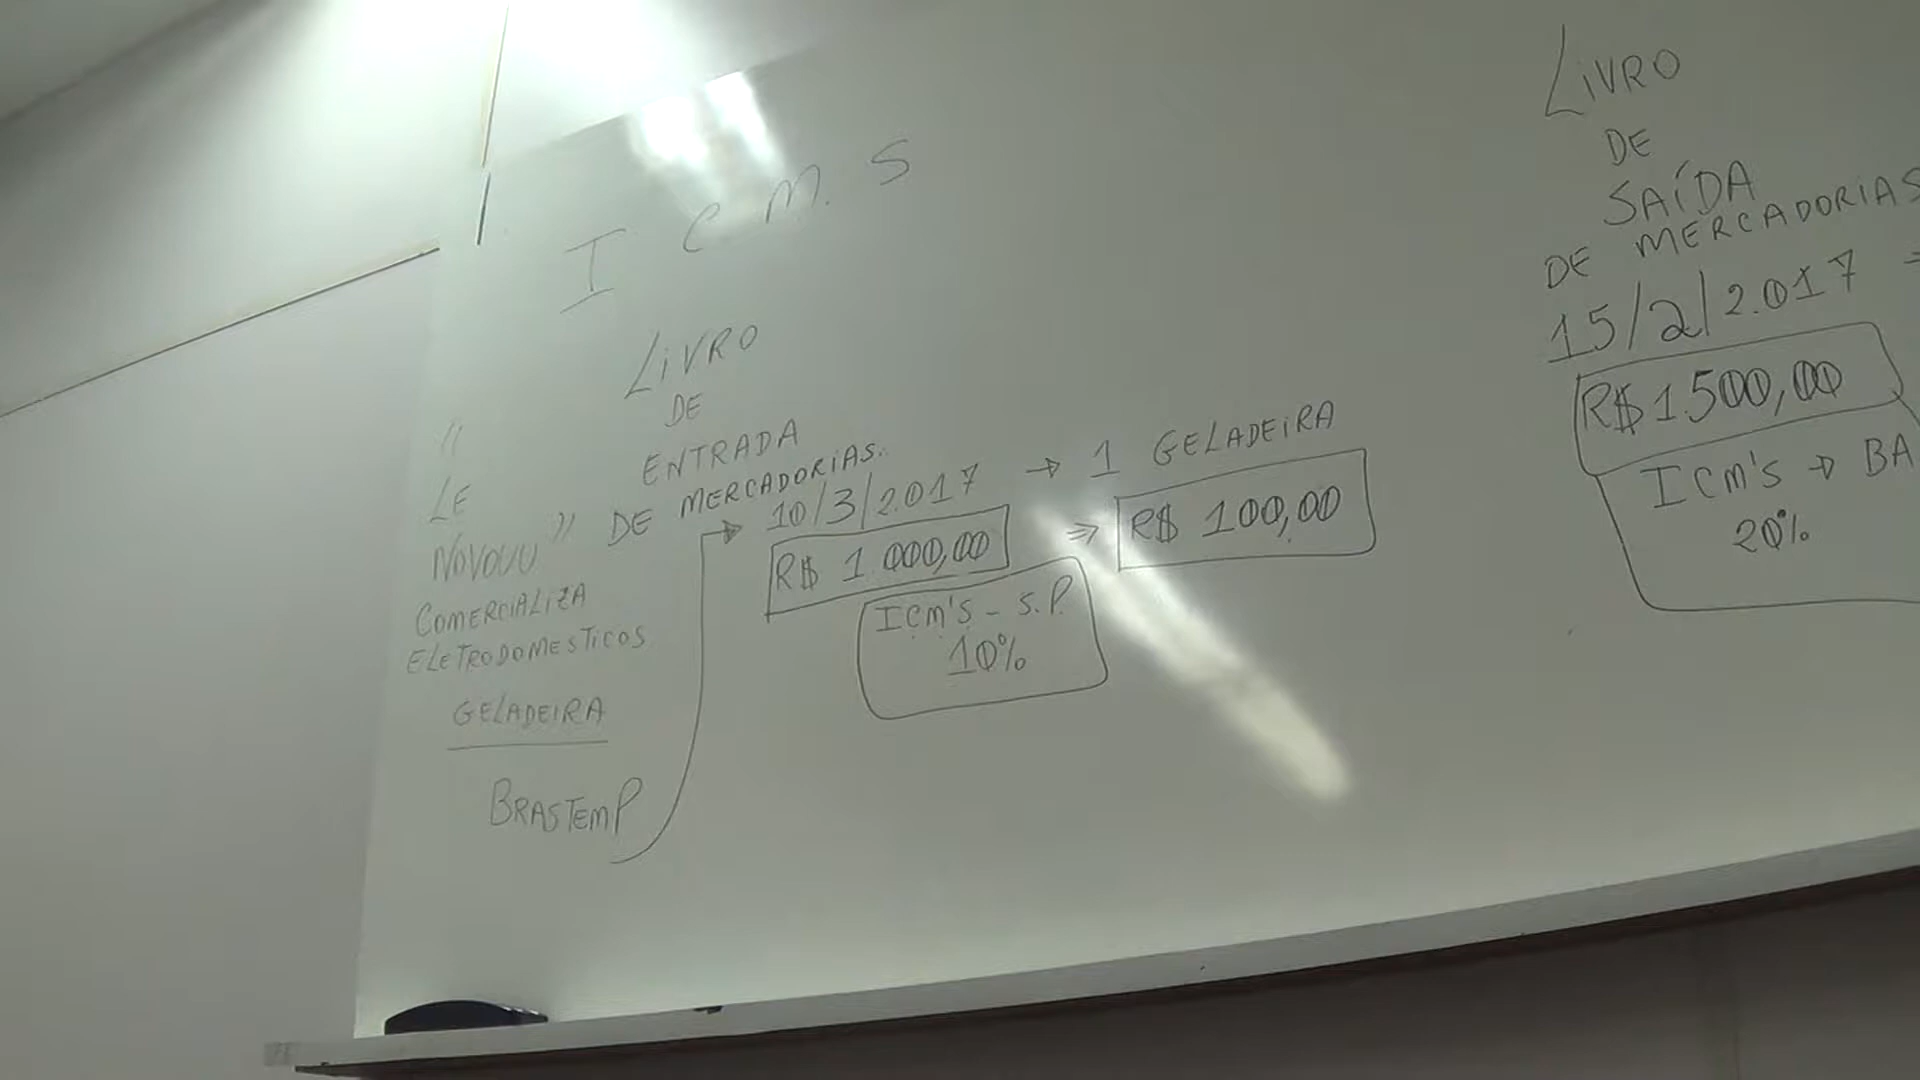 I C M. S
"
LE
NOVOUU "
COMERCIALIZA
ELETRODOMESTICOS
GELADEIRA
BRASTEMP
LIVRO
DE
ENTRADA
DE MERCADORIAS.
10/3/2.017 → 1 GELADEIRA
R$ 1.000,00 ⇒ R$ 100,00
ICM'S - S.P.
10%
LIVRO
DE
SAÍDA
DE MERCADORIAS
15/2/2.017
R$ 1.500,00
ICM'S → BA
20%